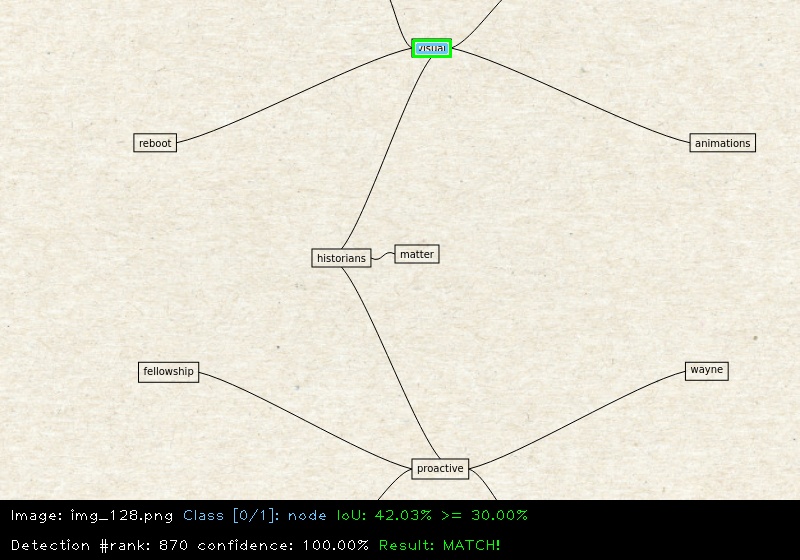 visual
reboot
animations
historians
matter
fellowship
wayne
proactive
Image: img_128.png Class [0/1]: node IoU: 42.03% >= 30.00%
Detection #rank: 870 confidence: 100.00% Result: MATCH!